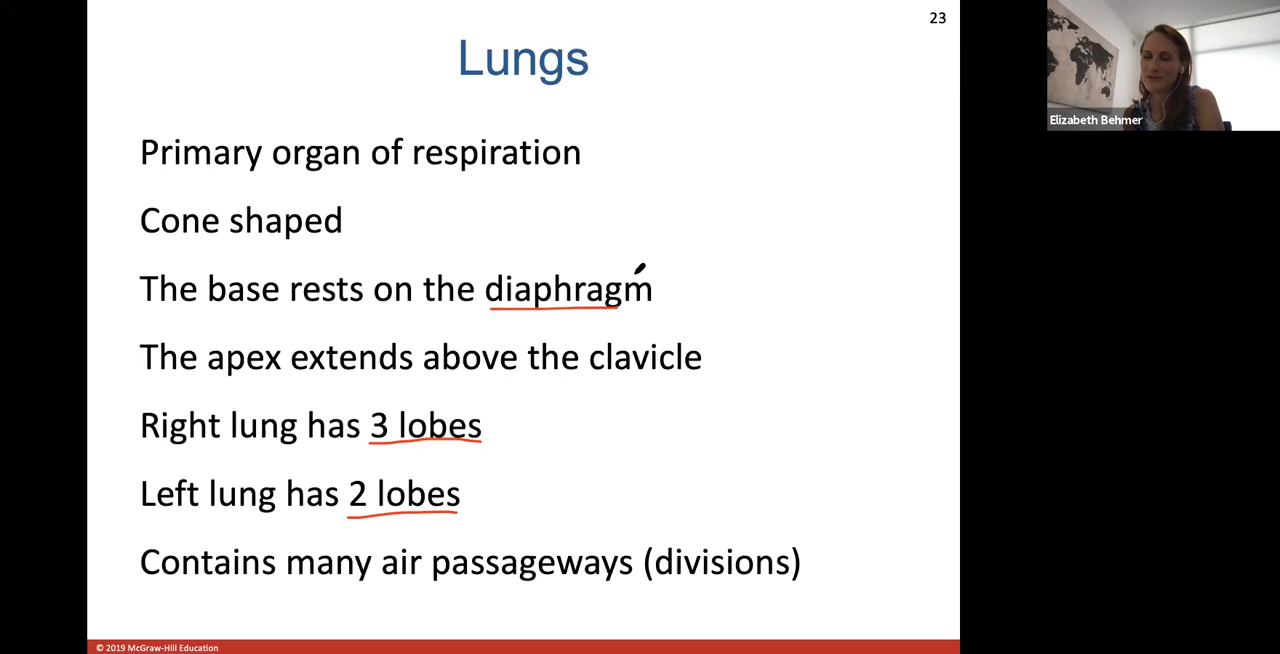 23
Lungs
Elizabeth Behmer
Primary organ of respiration
Cone shaped
The base rests on the diaphragm
The apex extends above the clavicle
Right lung has 3 lobes
Left lung has 2 lobes
Contains many air passageways (divisions)
© 2019 McGraw-Hill Education